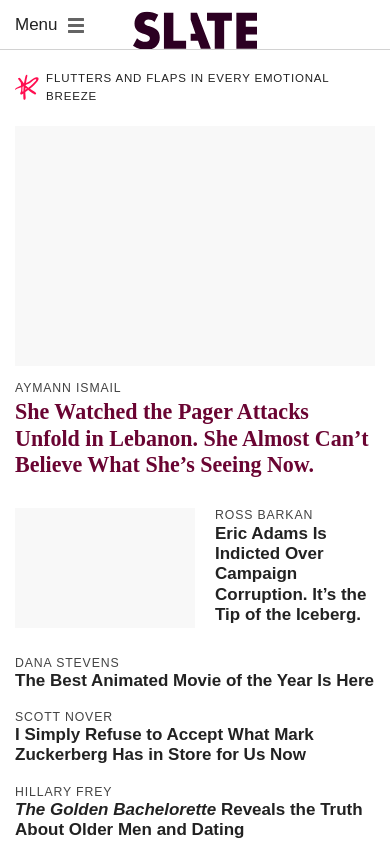 Menu
SLATE
FLUTTERS AND FLAPS IN EVERY EMOTIONAL
BREEZE
AYMANN ISMAIL
She Watched the Pager Attacks
Unfold in Lebanon. She Almost Can’t
Believe What She’s Seeing Now.
ROSS BARKAN
Eric Adams Is
Indicted Over
Campaign
Corruption. It’s the
Tip of the Iceberg.
DANA STEVENS
The Best Animated Movie of the Year Is Here
SCOTT NOVER
I Simply Refuse to Accept What Mark
Zuckerberg Has in Store for Us Now
HILLARY FREY
The Golden Bachelorette Reveals the Truth
About Older Men and Dating